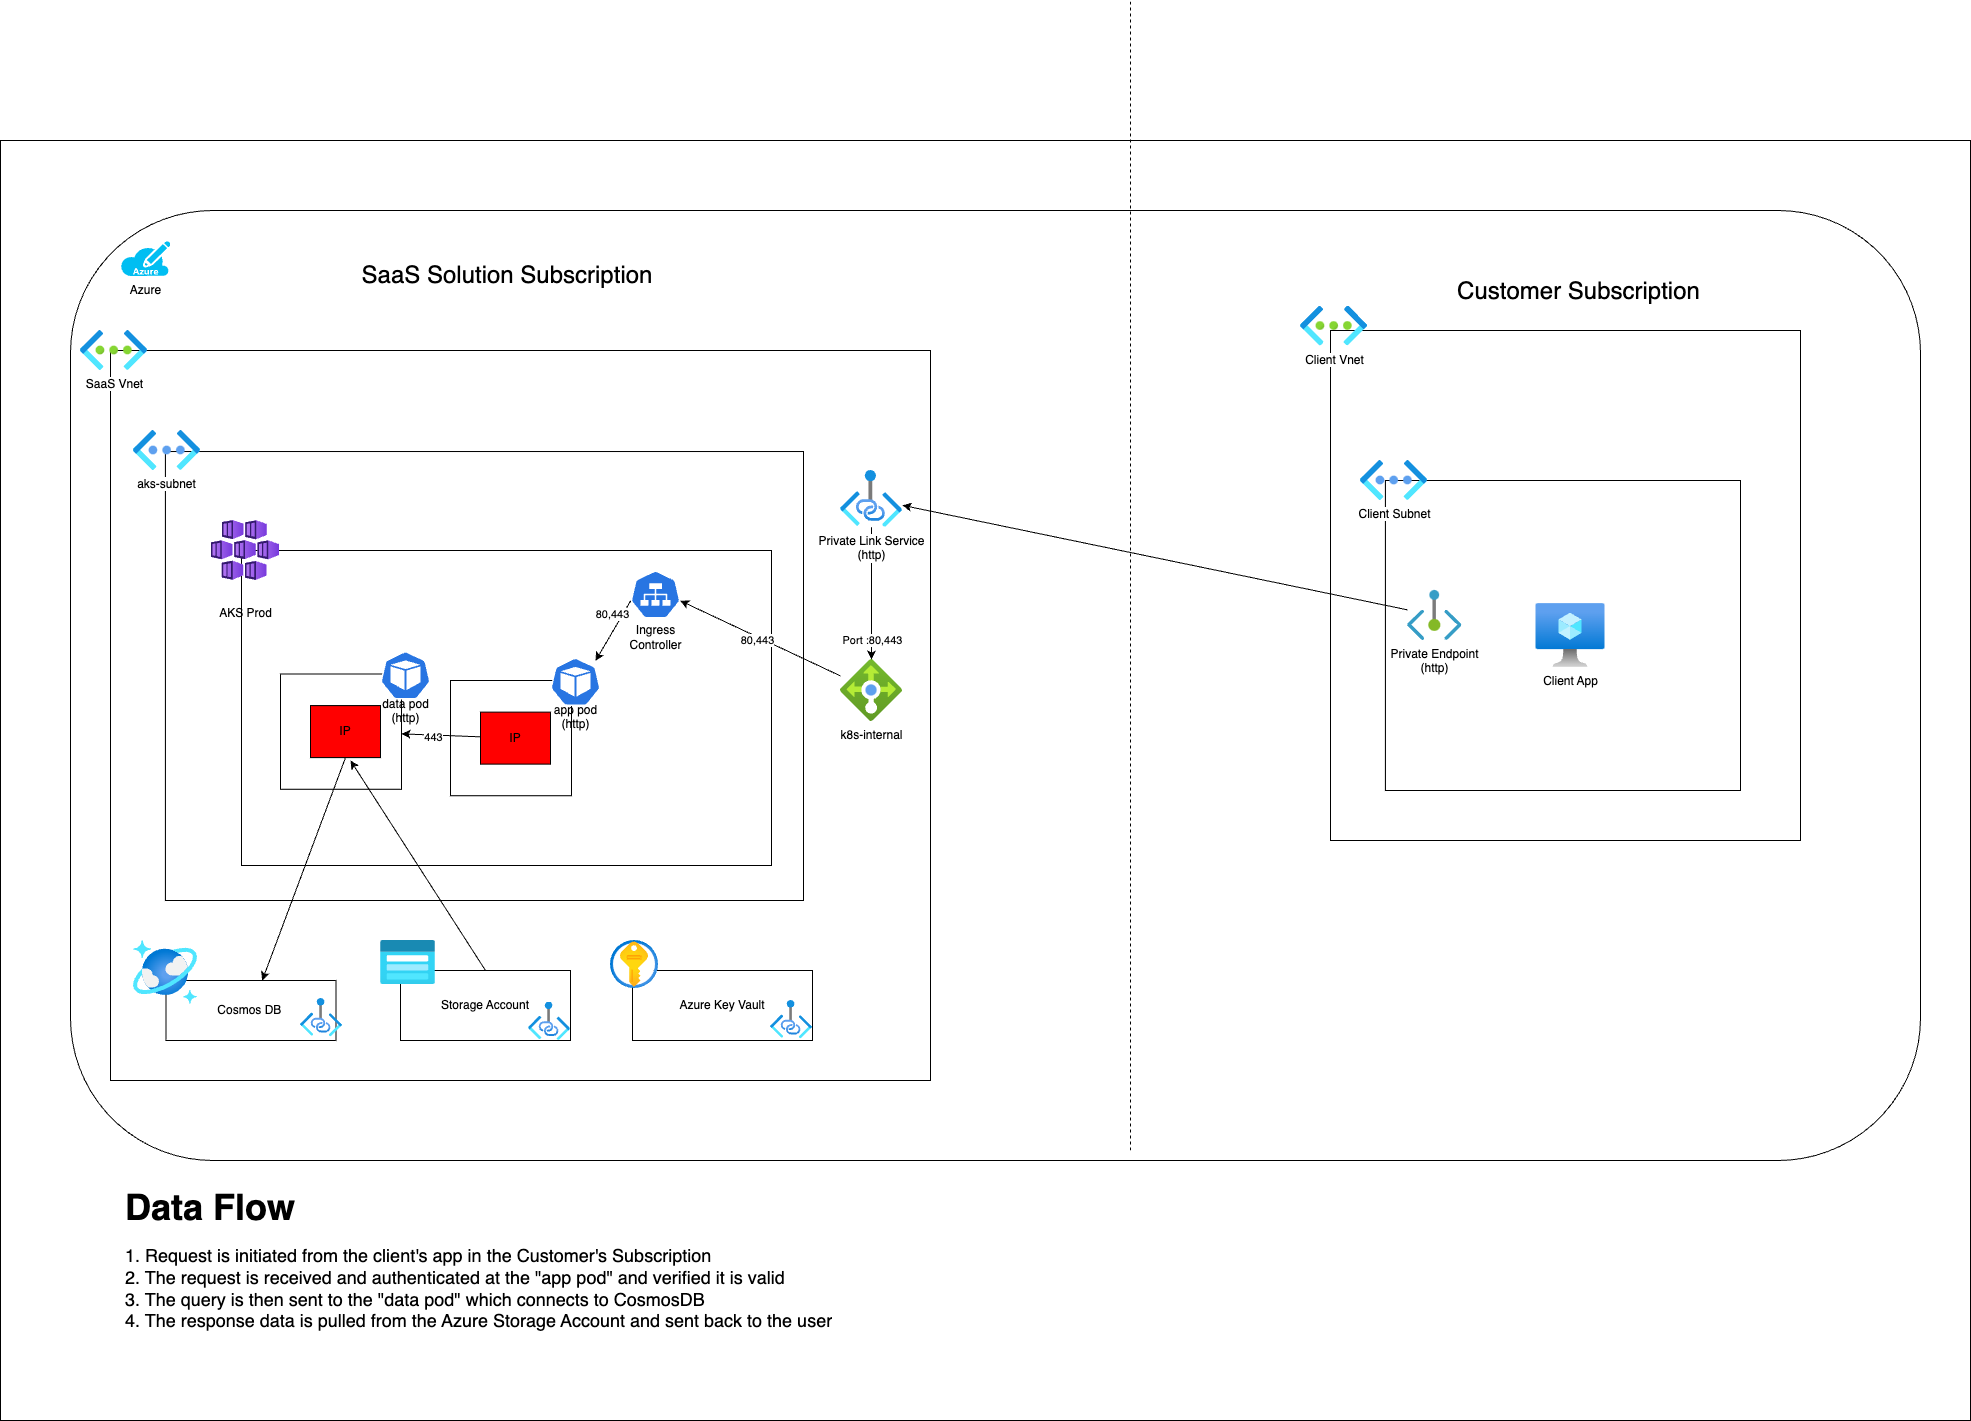 Azure
Azure
SaaS Solution Subscription
Customer Subscription
SaaS Vnet
Client Vnet
aks-subnet
Client Subnet
Private Link Service
(http)
AKS Prod
80,443
Ingress
Controller
80,443
Port :80,443
Private Endpoint
(http)
Client App
data pod
(http)
app pod
(http)
IP
443
IP
k8s-internal
Cosmos DB
Storage Account
Azure Key Vault
Data Flow
1. Request is initiated from the client's app in the Customer's Subscription
2. The request is received and authenticated at the "app pod" and verified it is valid
3. The query is then sent to the "data pod" which connects to CosmosDB
4. The response data is pulled from the Azure Storage Account and sent back to the user